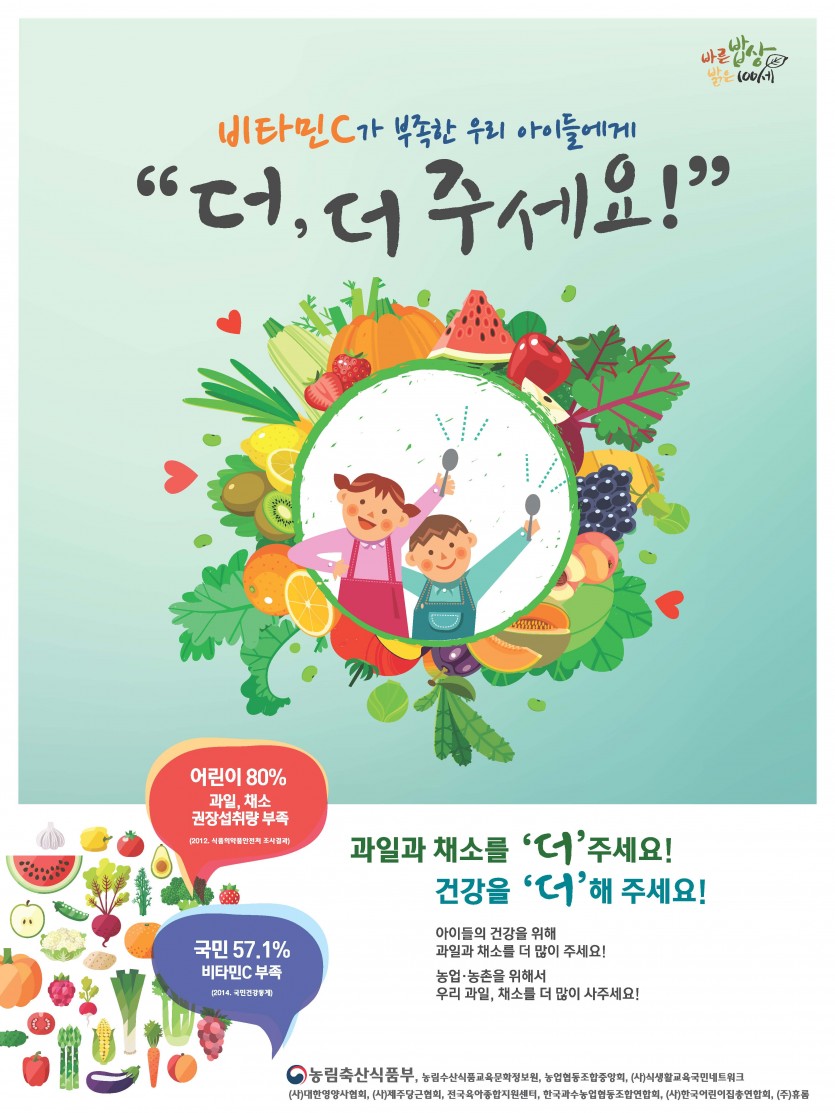 바른 밥상
밝은 100세
비타민C가 부족한 우리 아이들에게
“더, 더 주세요!”
어린이 80%
과일, 채소
권장섭취량 부족
(2012. 식품의약품안전처 조사결과)
국민 57.1%
비타민C 부족
(2014. 국민건강통계)
과일과 채소를 ‘더’주세요!
건강을 ‘더’해 주세요!
아이들의 건강을 위해
과일과 채소를 더 많이 주세요!
농업·농촌을 위해서
우리 과일, 채소를 더 많이 사주세요!
농림축산식품부, 농림수산식품교육문화정보원, 농업협동조합중앙회, (사)식생활교육국민네트워크
(사)대한영양사협회, (사)제주당근협회, 전국육아종합지원센터, 한국과수농업협동조합연합회, (사)한국어린이집총연합회, (주)휴롬